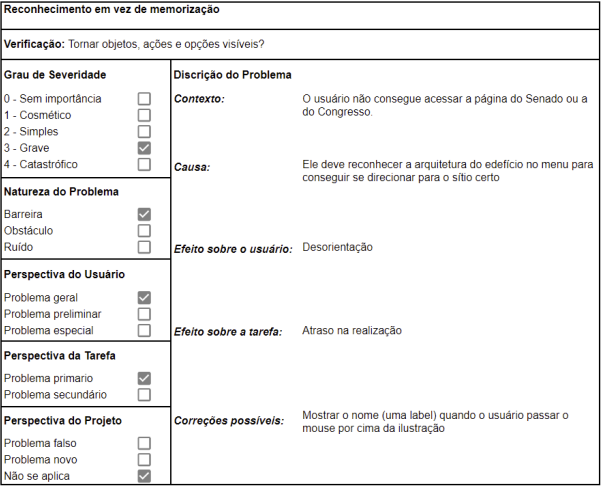 Reconhecimento em vez de memorização
Verificação: Tornar objetos, ações e opções visíveis?
Grau de Severidade
0 - Sem importância
1 - Cosmético
2 - Simples
3 - Grave
4 - Catastrófico
Natureza do Problema
Barreira
Obstáculo
Ruído
Perspectiva do Usuário
Problema geral
Problema preliminar
Problema especial
Perspectiva da Tarefa
Problema primario
Problema secundário
Perspectiva do Projeto
Problema falso
Problema novo
Não se aplica
Discrição do Problema
Contexto:
O usuário não consegue acessar a página do Senado ou a
do Congresso.
Causa:
Ele deve reconhecer a arquitetura do edefício no menu para
conseguir se direcionar para o sítio certo
Efeito sobre o usuário: Desorientação
Efeito sobre a tarefa: Atraso na realização
Correções possíveis:
Mostrar o nome (uma label) quando o usuário passar o
mouse por cima da ilustração